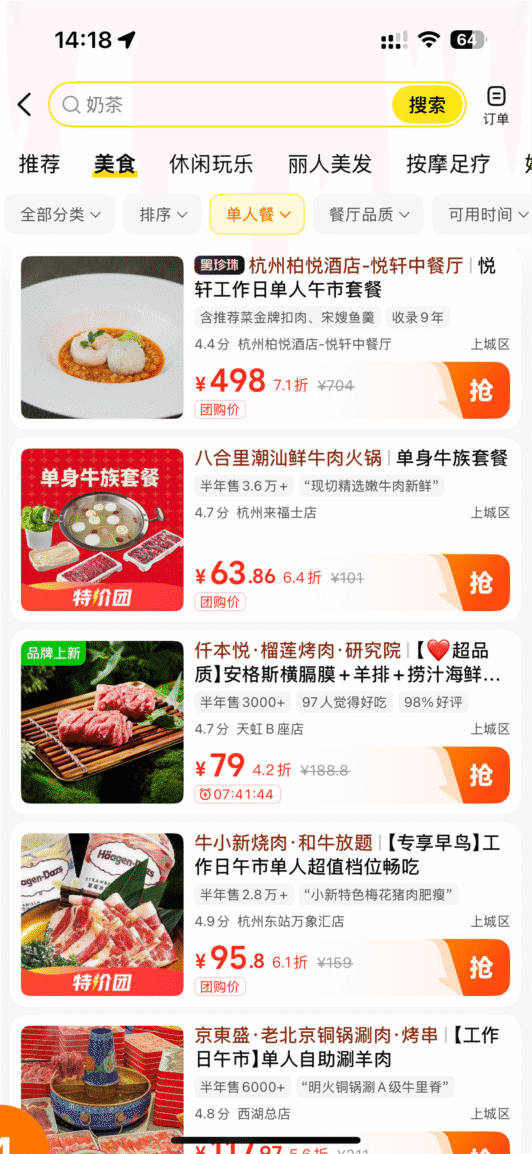 14:18
64
奶茶
搜索
订单
推荐 美食 休闲玩乐 丽人美发 按摩足疗
全部分类 排序 单人餐 餐厅品质 可用时间
黑珍珠 杭州柏悦酒店-悦轩中餐厅 | 悦
轩工作日单人午市套餐
含推荐菜金牌扣肉、宋嫂鱼羹 收录9年
4.4分 杭州柏悦酒店-悦轩中餐厅 上城区
¥498 7.1折 ¥704
抢
团购价
单身牛族套餐
特价团
八合里潮汕鲜牛肉火锅 | 单身牛族套餐
半年售3.6万+ “现切精选嫩牛肉新鲜”
4.7分 杭州来福士店 上城区
¥63.86 6.4折 ¥101
抢
团购价
品牌上新
仟本悦·榴莲烤肉·研究院 | 【❤️超品
质】安格斯横膈膜+羊排+捞汁海鲜...
半年售3000+ 97人觉得好吃 98%好评
4.7分 天虹B座店 上城区
¥79 4.2折 ¥188.8
抢
07:41:44
Häagen-Dazs
Häagen-Dazs
特价团
牛小新烧肉·和牛放题 | 【专享早鸟】工
作日午市单人超值档位畅吃
半年售2.8万+ “小新特色梅花猪肉肥瘦”
4.9分 杭州东站万象汇店 上城区
¥95.8 6.1折 ¥159
抢
团购价
京東盛·老北京铜锅涮肉·烤串 | 【工作
日午市】单人自助涮羊肉
半年售6000+ “明火铜锅涮A级牛里脊”
4.8分 西湖总店 上城区
¥117.97 5.6折 ¥211